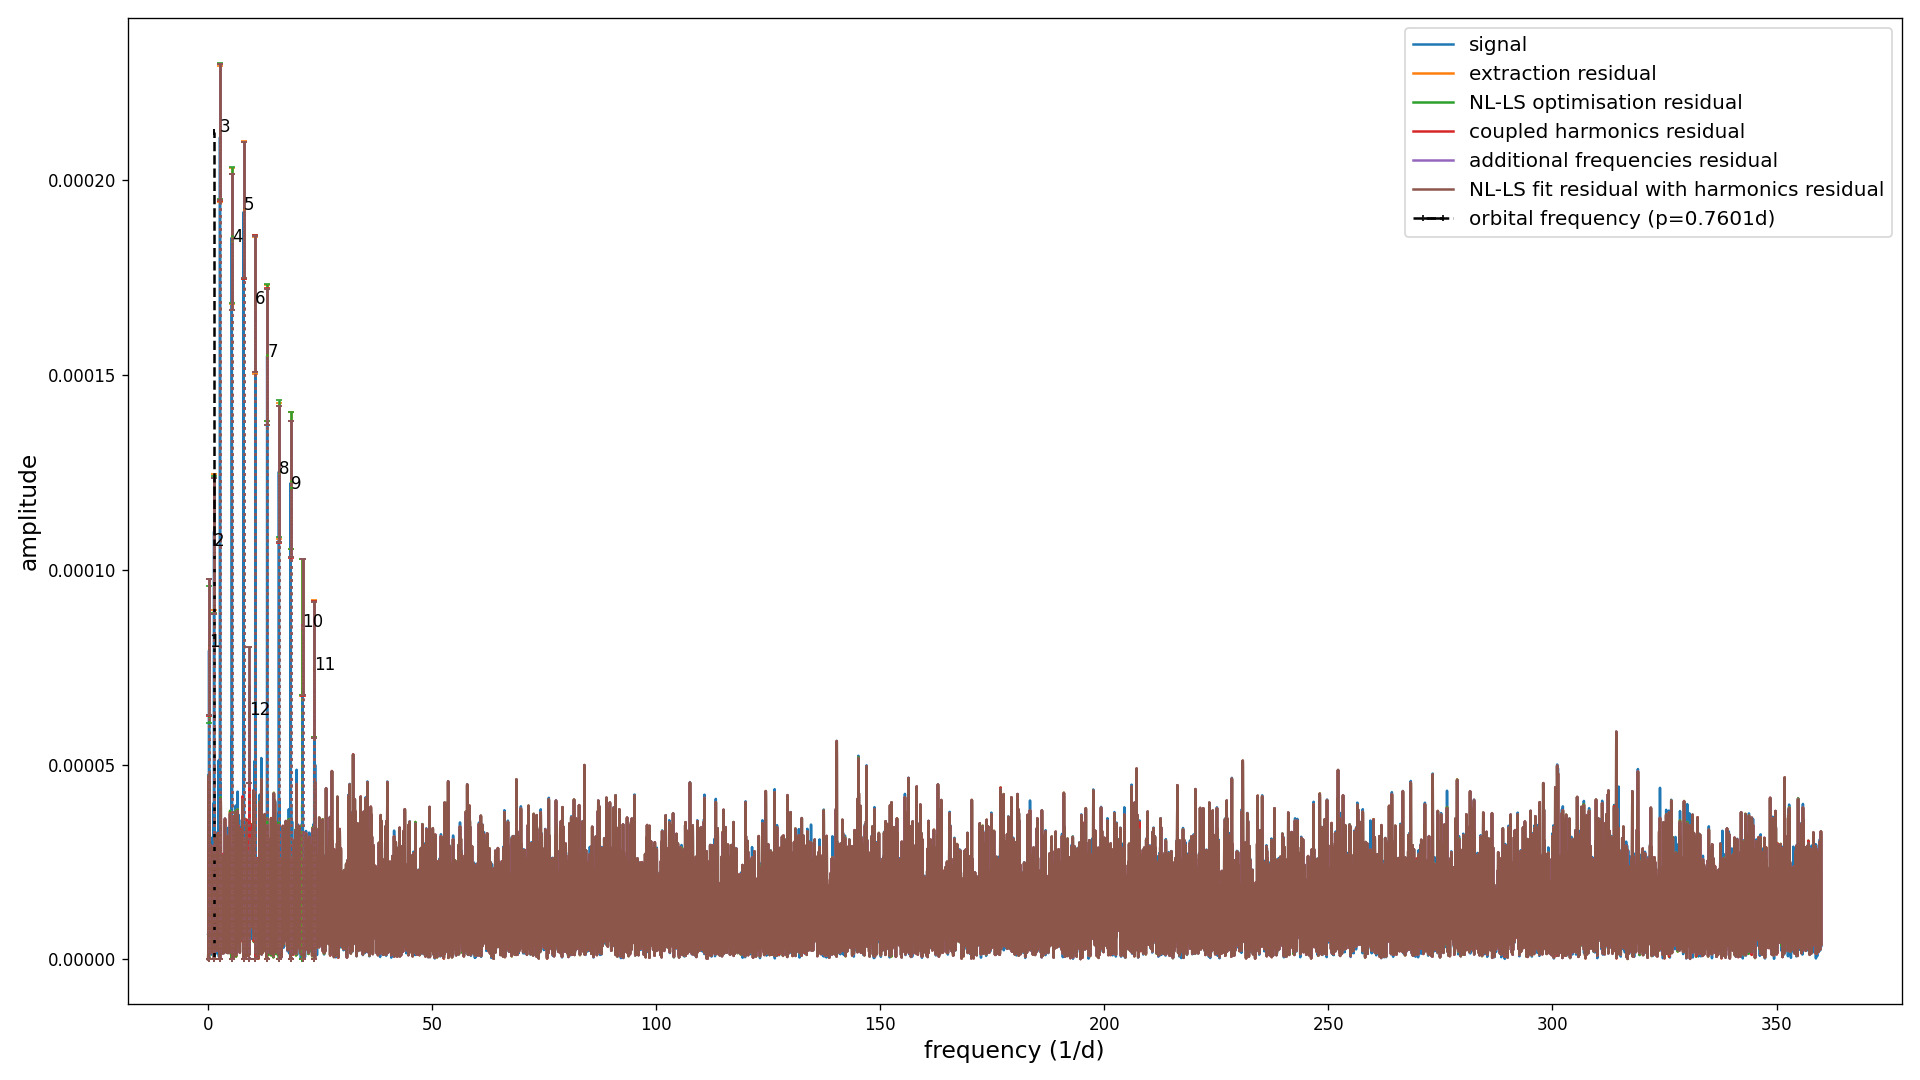 signal
extraction residual
NL-LS optimisation residual
coupled harmonics residual
additional frequencies residual
NL-LS fit residual with harmonics residual
orbital frequency (p=0.7601d)
3
5
4
6
7
8
9
2
10
1
11
12
0.00020
0.00015
0.00010
0.00005
0.00000
amplitude
0
50
100
150
200
250
300
350
frequency (1/d)